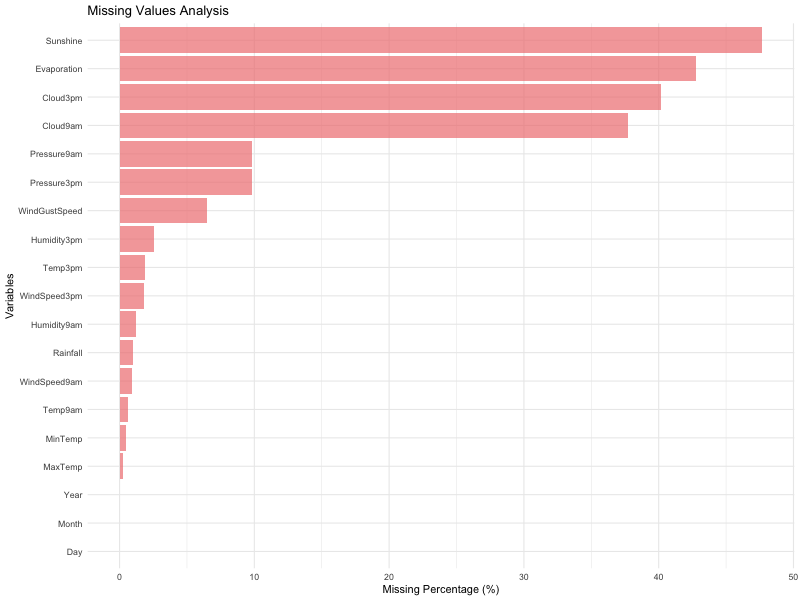 Missing Values Analysis
Sunshine
Evaporation
Cloud3pm
Cloud9am
Pressure9am
Pressure3pm
WindGustSpeed
Humidity3pm
Temp3pm
WindSpeed3pm
Humidity9am
Rainfall
WindSpeed9am
Temp9am
MinTemp
MaxTemp
Year
Month
Day
Variables
0 10 20 30 40 50
Missing Percentage (%)